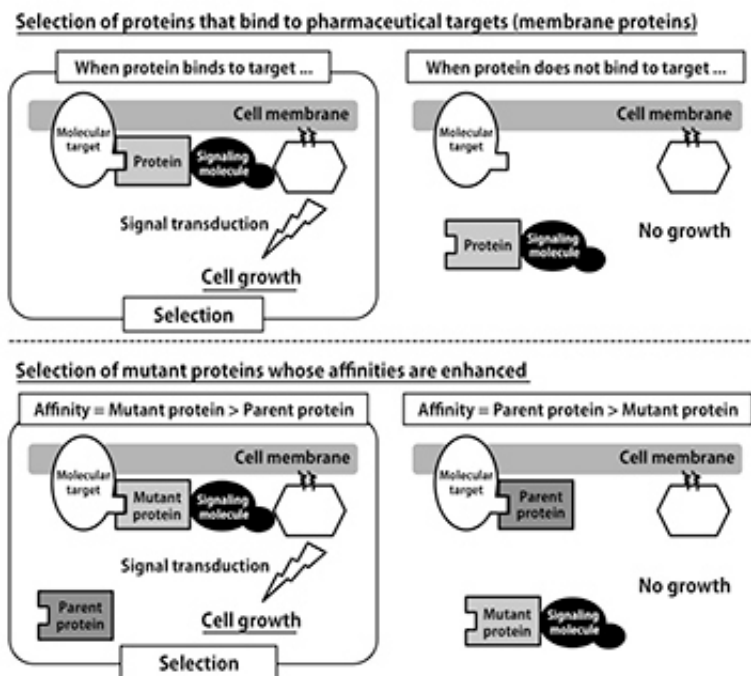 Selection of proteins that bind to pharmaceutical targets (membrane proteins)
When protein binds to target ...
Cell membrane
Molecular
target
Protein
Signaling
molecule
Signal transduction
Cell growth
Selection
When protein does not bind to target ...
Cell membrane
Molecular
target
Protein
Signaling
molecule
No growth
Selection of mutant proteins whose affinities are enhanced
Affinity = Mutant protein > Parent protein
Cell membrane
Molecular
target
Mutant
protein
Signaling
molecule
Signal transduction
Parent
protein
Cell growth
Selection
Affinity = Parent protein > Mutant protein
Cell membrane
Molecular
target
Parent
protein
No growth
Mutant
protein
Signaling
molecule